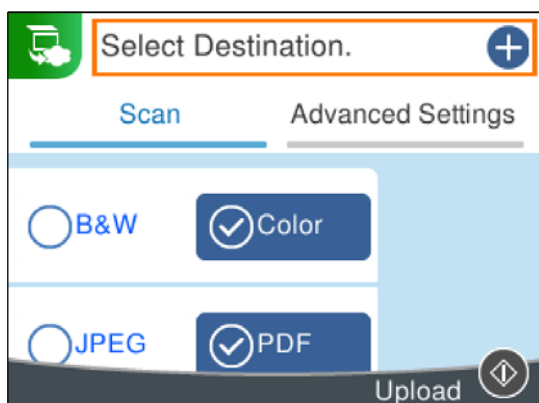 Select Destination.
Scan Advanced Settings
B&W Color
JPEG PDF
Upload